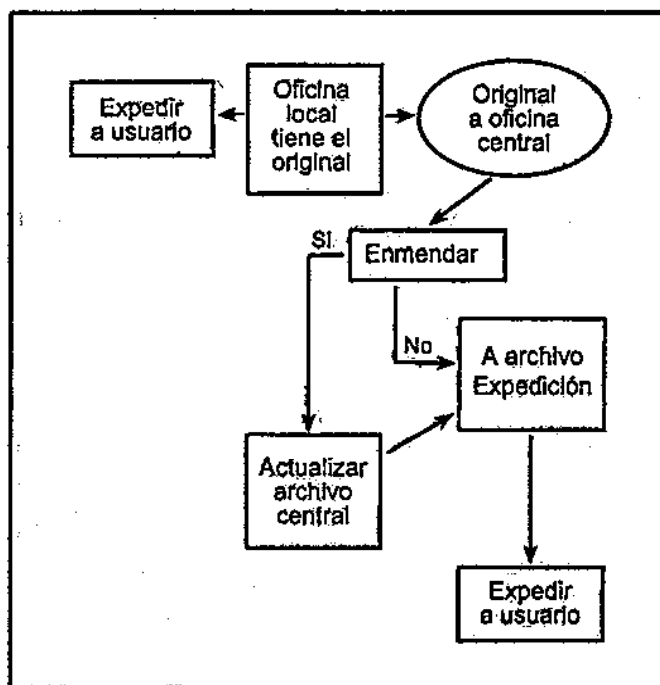 Expedir
a usuario
Oficina
local
tiene el
original
Original
a oficina
central
Sí
Enmendar
No
A archivo
Expedición
Actualizar
archivo
central
Expedir
a usuario